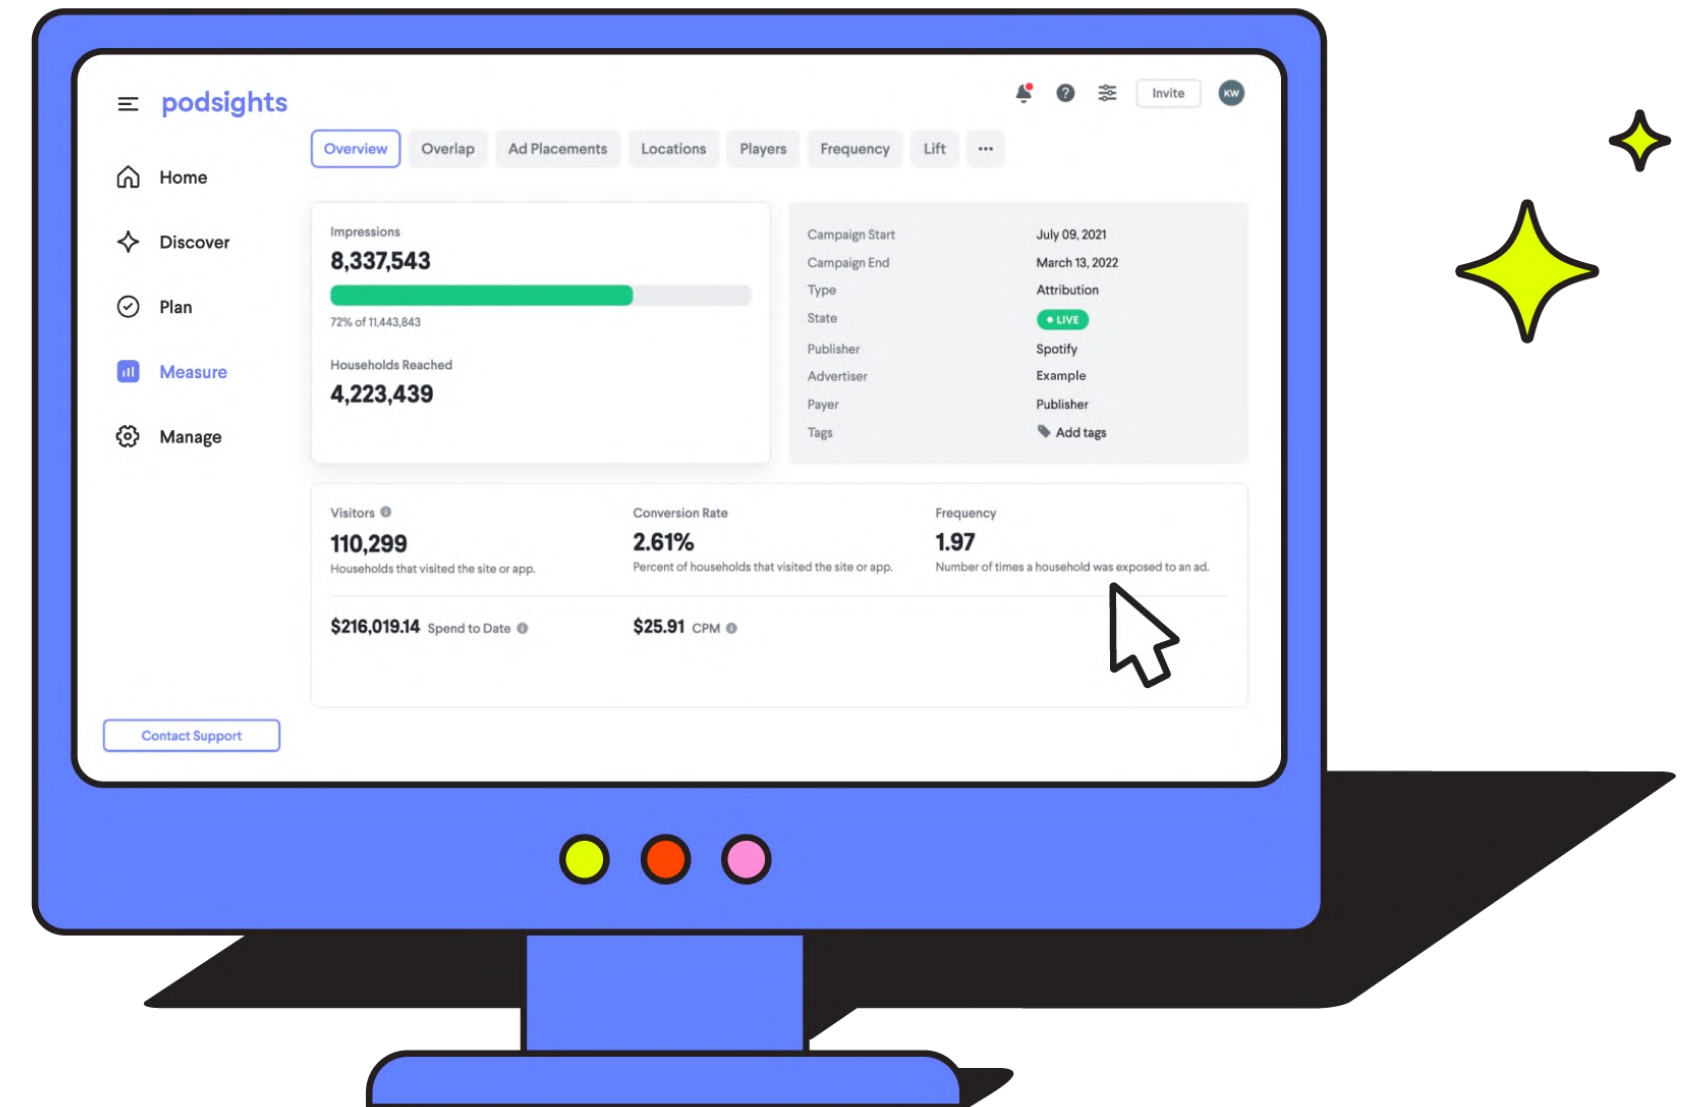 podsights
Invite
KW
Overview Overlap Ad Placements Locations Players Frequency Lift ...
Home
Discover
Plan
Measure
Manage
Contact Support
Impressions
8,337,543
72% of 11,443,843
Households Reached
4,223,439
Campaign Start July 09, 2021
Campaign End March 13, 2022
Type Attribution
State LIVE
Publisher Spotify
Advertiser Example
Payer Publisher
Tags Add tags
Visitors
110,299
Households that visited the site or app.
Conversion Rate
2.61%
Percent of households that visited the site or app.
Frequency
1.97
Number of times a household was exposed to an ad.
$216,019.14 Spend to Date
$25.91 CPM